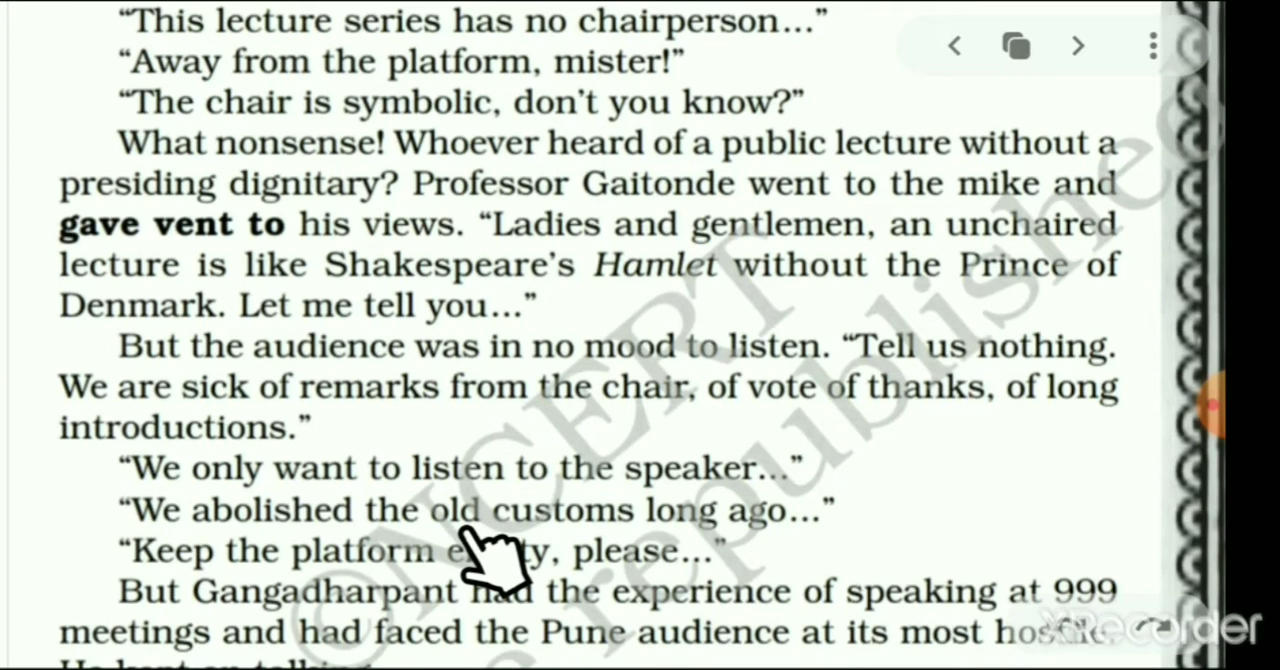 “This lecture series has no chairperson...”
“Away from the platform, mister!”
“The chair is symbolic, don’t you know?”
What nonsense! Whoever heard of a public lecture without a
presiding dignitary? Professor Gaitonde went to the mike and
gave vent to his views. “Ladies and gentlemen, an unchaired
lecture is like Shakespeare’s Hamlet without the Prince of
Denmark. Let me tell you...”
But the audience was in no mood to listen. “Tell us nothing.
We are sick of remarks from the chair, of vote of thanks, of long
introductions.”
“We only want to listen to the speaker...”
“We abolished the old customs long ago...”
“Keep the platform please...”
But Gangadharpant had the experience of speaking at 999
meetings and had faced the Pune audience at its most
©NCERT
republished
XRecorder